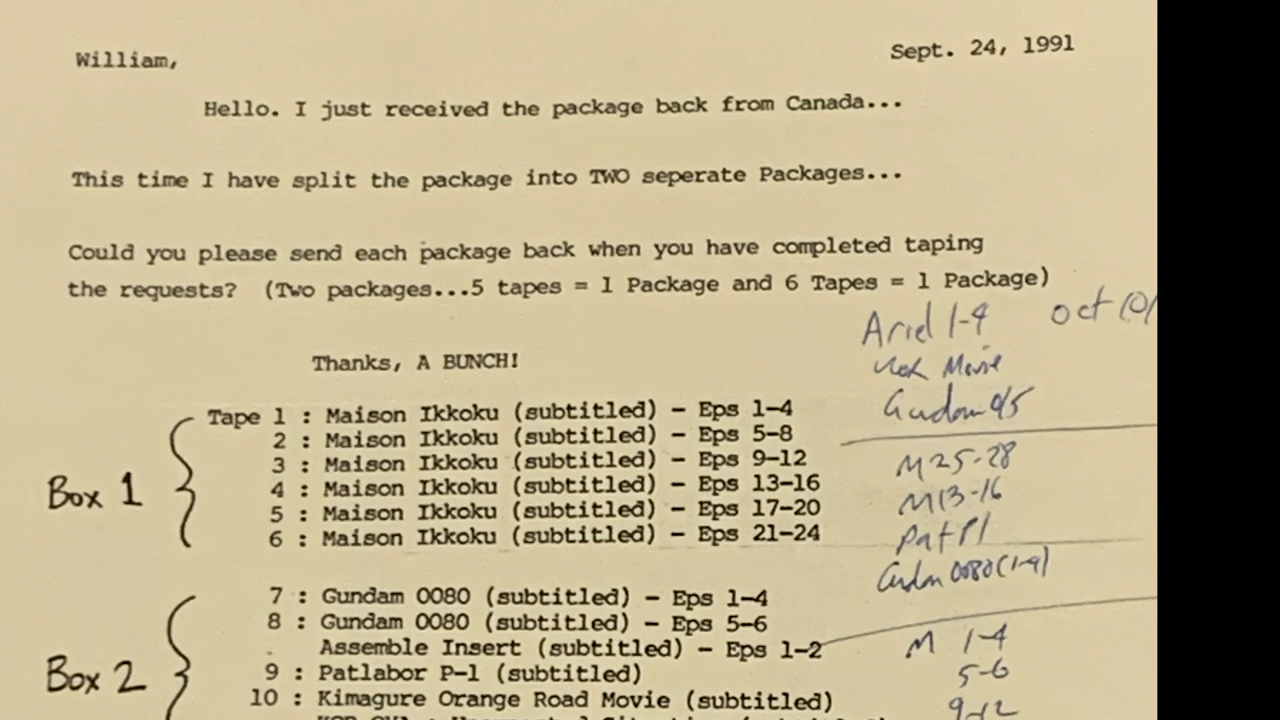 William,
Sept. 24, 1991
Hello. I just received the package back from Canada...
This time I have split the package into TWO seperate Packages...
Could you please send each package back when you have completed taping
the requests? (Two packages...5 tapes = 1 Package and 6 Tapes = 1 Package)
Ariel 1-4
Movie
Gundam
Thanks, A BUNCH!
Box 1
Tape 1 : Maison Ikkoku (subtitled) - Eps 1-4
2 : Maison Ikkoku (subtitled) - Eps 5-8
3 : Maison Ikkoku (subtitled) - Eps 9-12
4 : Maison Ikkoku (subtitled) - Eps 13-16
5 : Maison Ikkoku (subtitled) - Eps 17-20
6 : Maison Ikkoku (subtitled) - Eps 21-24
M 25-28
M 13-16
Pat P1
Gundam 0080 (1-4)
Box 2
7 : Gundam 0080 (subtitled) - Eps 1-4
8 : Gundam 0080 (subtitled) - Eps 5-6
Assemble Insert (subtitled) - Eps 1-2
9 : Patlabor P-1 (subtitled)
10 : Kimagure Orange Road Movie (subtitled)
M 1-4
9-12